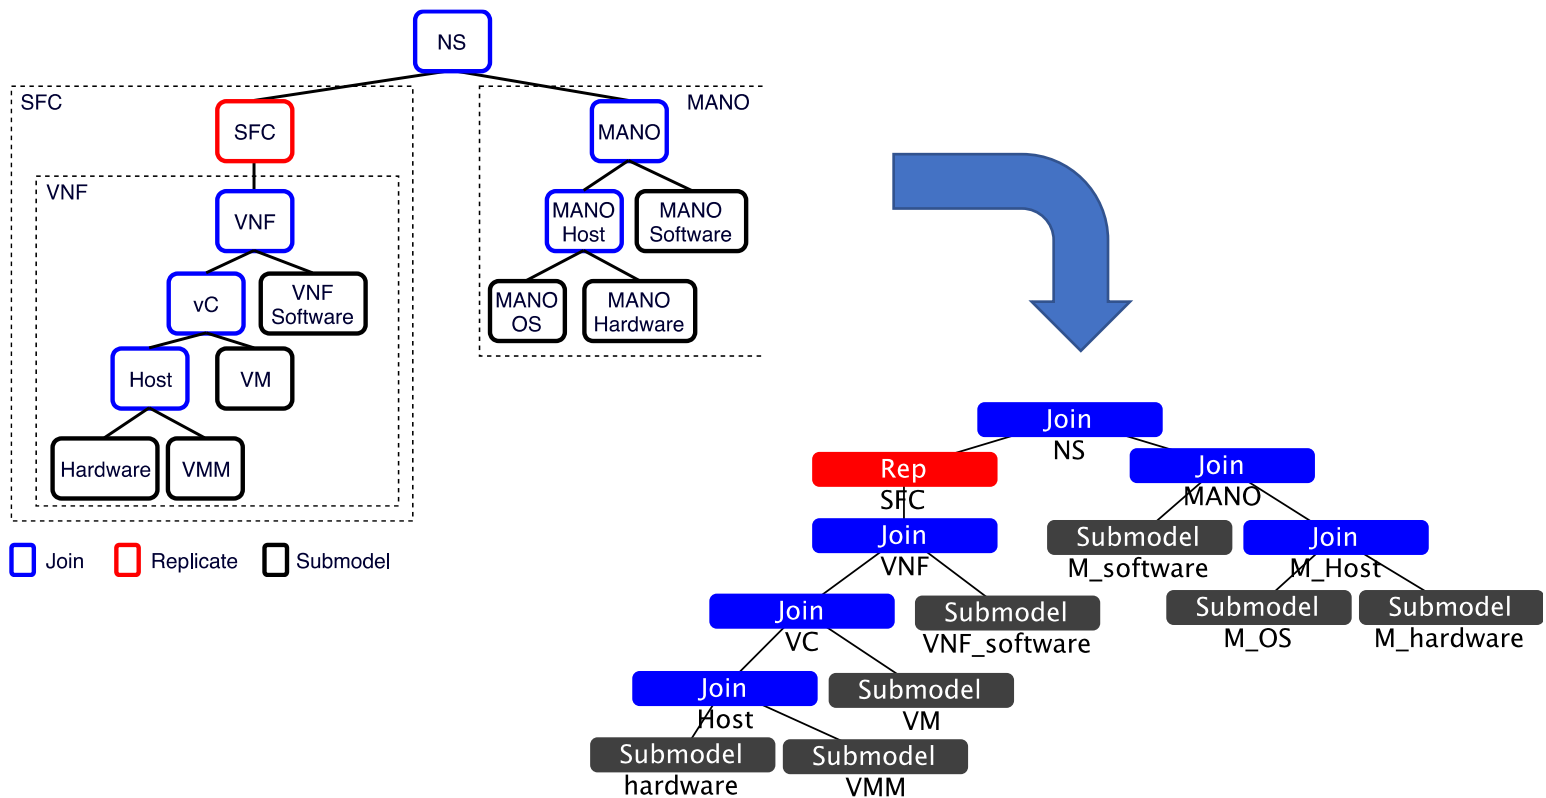 NS
SFC
MANO
SFC
MANO
VNF
VNF
MANO
Host
MANO
Software
vC
VNF
Software
MANO
OS
MANO
Hardware
Host
VM
Hardware
VMM
Join
Replicate
Submodel
Join
NS
Rep
SFC
Join
MANO
Join
VNF
Submodel
M_software
Join
M_Host
Join
VC
Submodel
VNF_software
Submodel
M_OS
Submodel
M_hardware
Join
Host
Submodel
VM
Submodel
hardware
Submodel
VMM